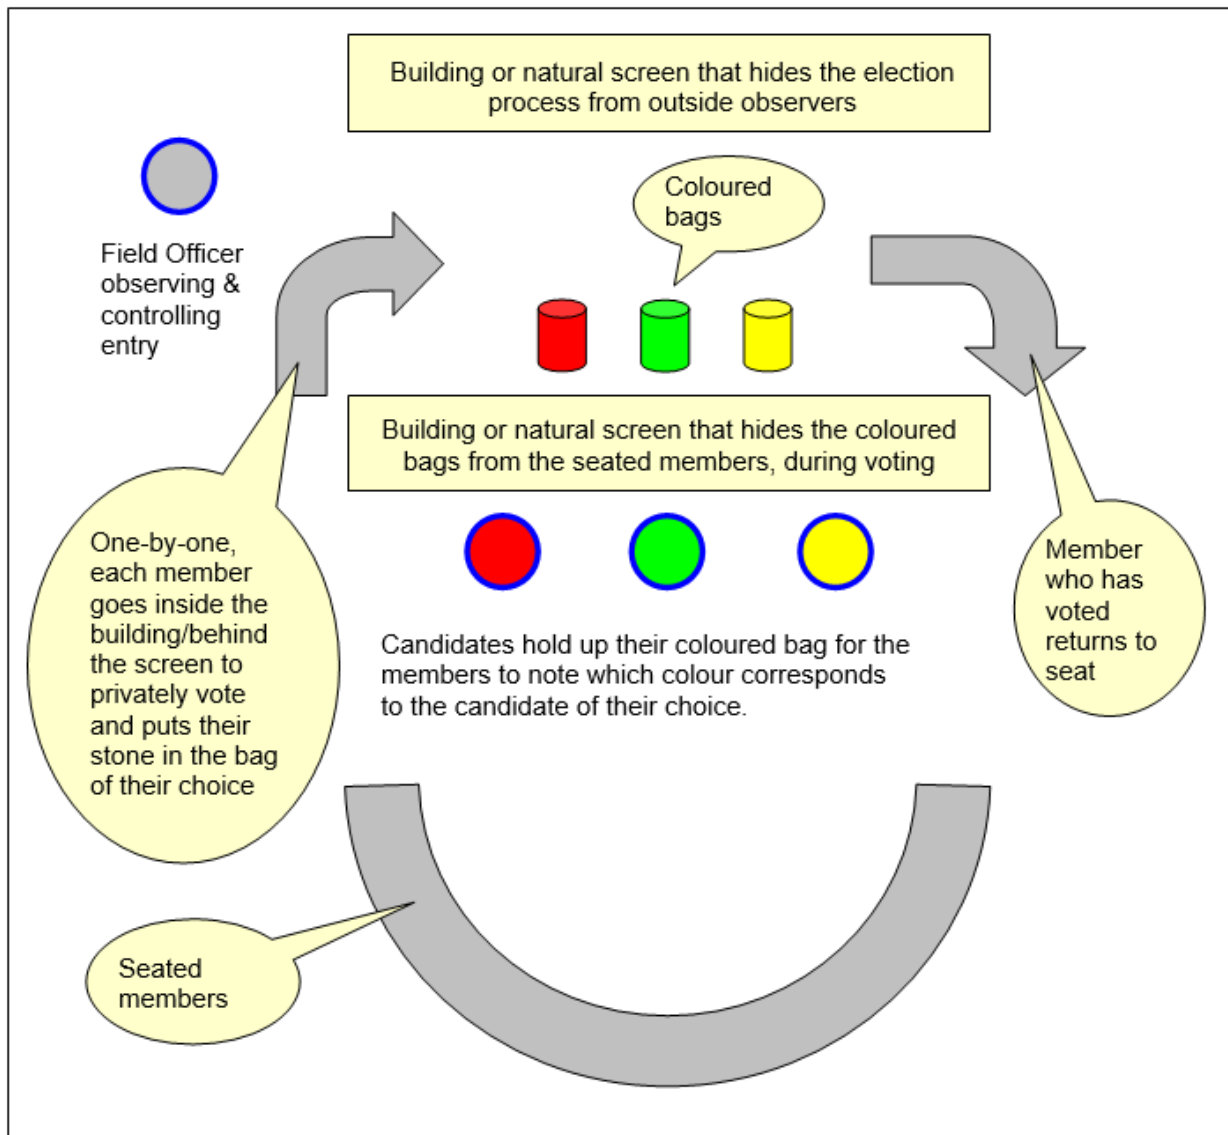 Building or natural screen that hides the election
process from outside observers
Coloured
bags
Field Officer
observing &
controlling
entry
Building or natural screen that hides the coloured
bags from the seated members, during voting
One-by-one,
each member
goes inside the
building/behind
the screen to
privately vote
and puts their
stone in the bag
of their choice
Member
who has
voted
returns to
seat
Candidates hold up their coloured bag for the
members to note which colour corresponds
to the candidate of their choice.
Seated
members